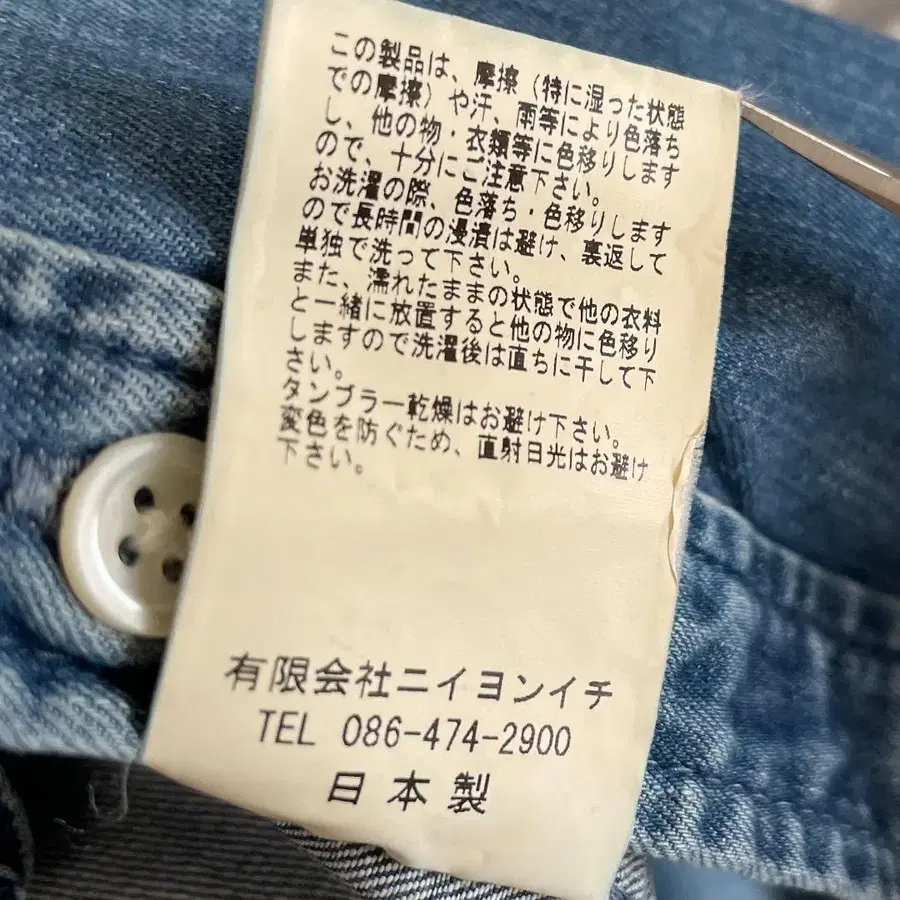 この製品は、摩擦（特に湿った状態
での摩擦）や汗、雨等により色落ち
し、他の物・衣類等に色移りします
ので、十分にご注意下さい。
お洗濯の際、色落ち・色移りします
ので長時間の浸漬は避け、裏返して
単独で洗って下さい。
また、濡れたままの状態で他の衣料
と一緒に放置すると他の物に色移り
しますので洗濯後は直ちに干して下
さい。
タンブラー乾燥はお避け下さい。
変色を防ぐため、直射日光はお避け
下さい。
有限会社ニイヨンイチ
TEL 086-474-2900
日本製